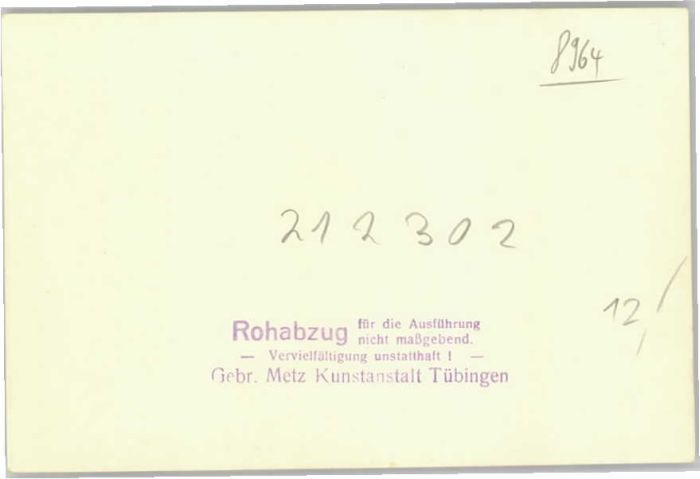 8964
212302
12,/
Rohabzug für die Ausführung
nicht maßgebend.
— Vervielfältigung unstatthaft! —
Gebr. Metz Kunstanstalt Tübingen